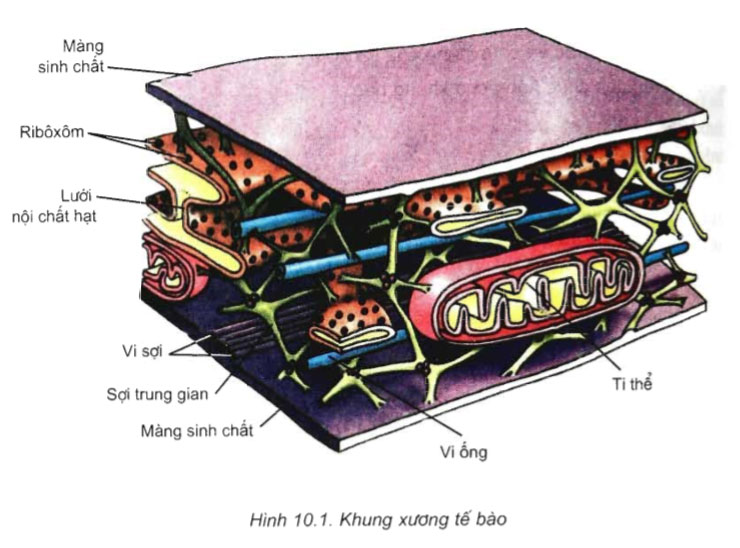 Màng
sinh chất
Ribôxôm
Lưới
nội chất hạt
Vi sợi
Sợi trung gian
Màng sinh chất
Ti thể
Vi ống
Hình 10.1. Khung xương tế bào